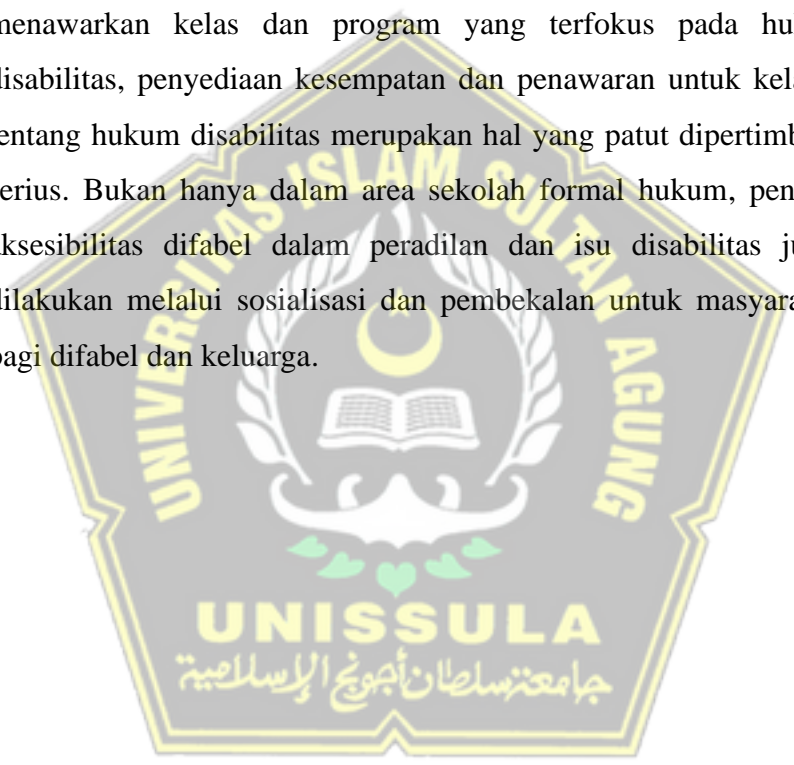 menawarkan kelas dan program yang terfokus pada hu
disabilitas, penyediaan kesempatan dan penawaran untuk kela
tentang hukum disabilitas merupakan hal yang patut dipertimb
serius. Bukan hanya dalam area sekolah formal hukum, pen
aksesibilitas difabel dalam peradilan dan isu disabilitas ju
dilakukan melalui sosialisasi dan pembekalan untuk masyara
bagi difabel dan keluarga.
UNIVERSITAS ISLAM SULTAN AGUNG
UNISSULA
جامعة سلطان أجونج الإسلامية